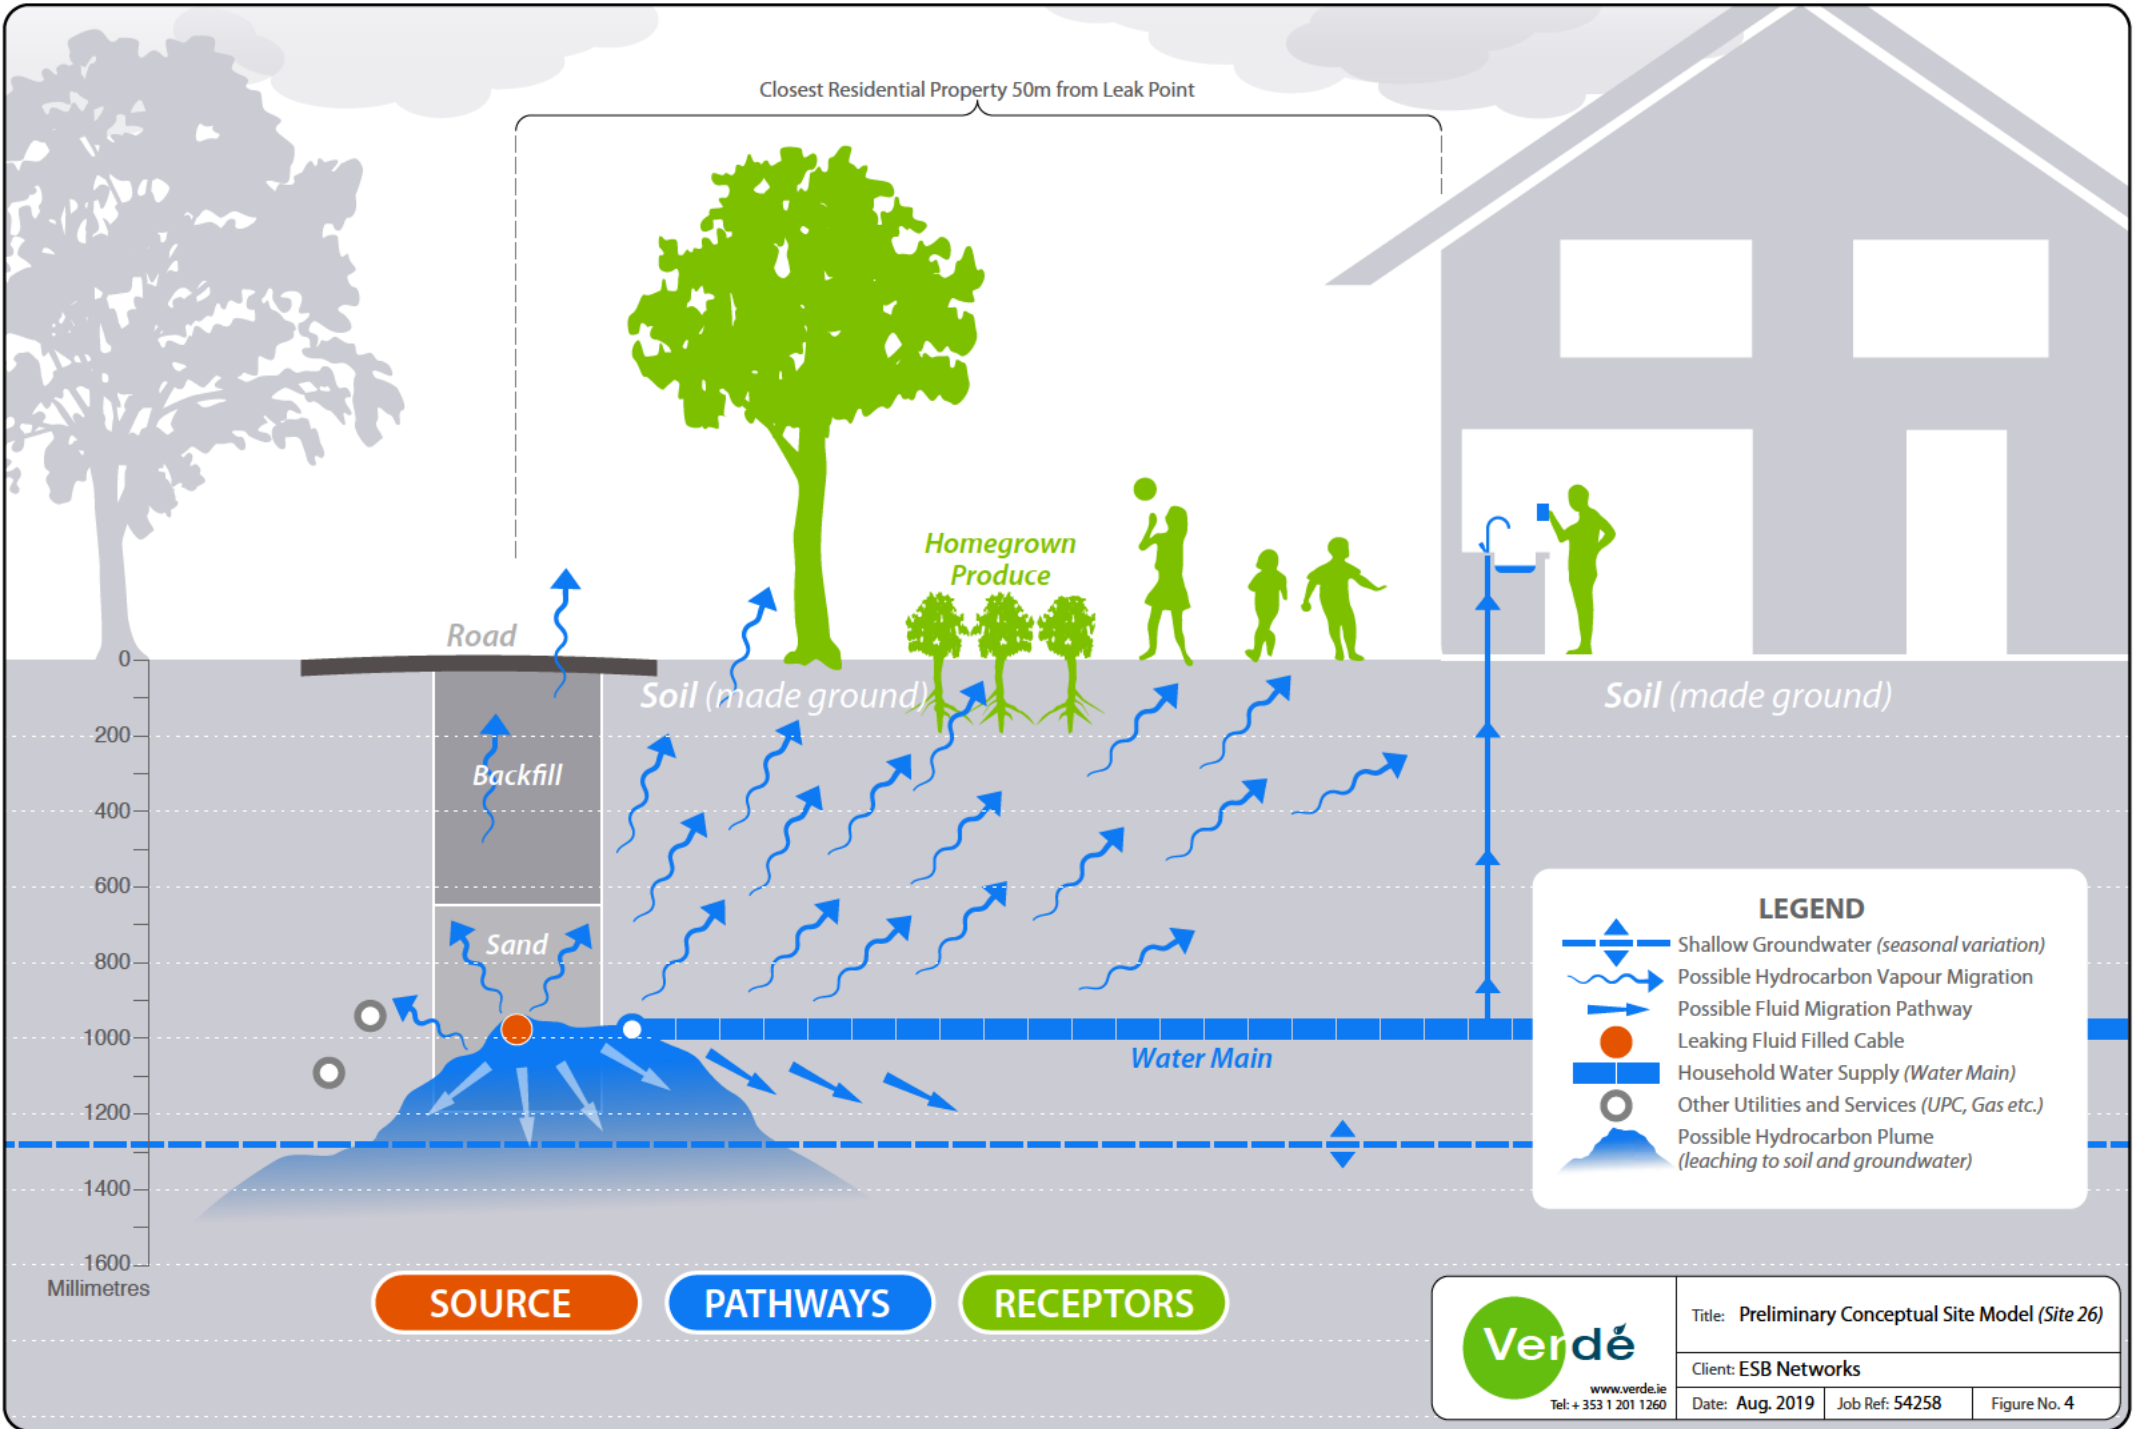 Closest Residential Property 50m from Leak Point
Homegrown
Produce
Road
Soil (made ground)
Soil (made ground)
Backfill
Sand
Water Main
0
200
400
600
800
1000
1200
1400
1600
Millimetres
LEGEND
Shallow Groundwater (seasonal variation)
Possible Hydrocarbon Vapour Migration
Possible Fluid Migration Pathway
Leaking Fluid Filled Cable
Household Water Supply (Water Main)
Other Utilities and Services (UPC, Gas etc.)
Possible Hydrocarbon Plume
(leaching to soil and groundwater)
SOURCE
PATHWAYS
RECEPTORS
Verdé
www.verde.ie
Tel: + 353 1 201 1260
Title: Preliminary Conceptual Site Model (Site 26)
Client: ESB Networks
Date: Aug. 2019
Job Ref: 54258
Figure No. 4